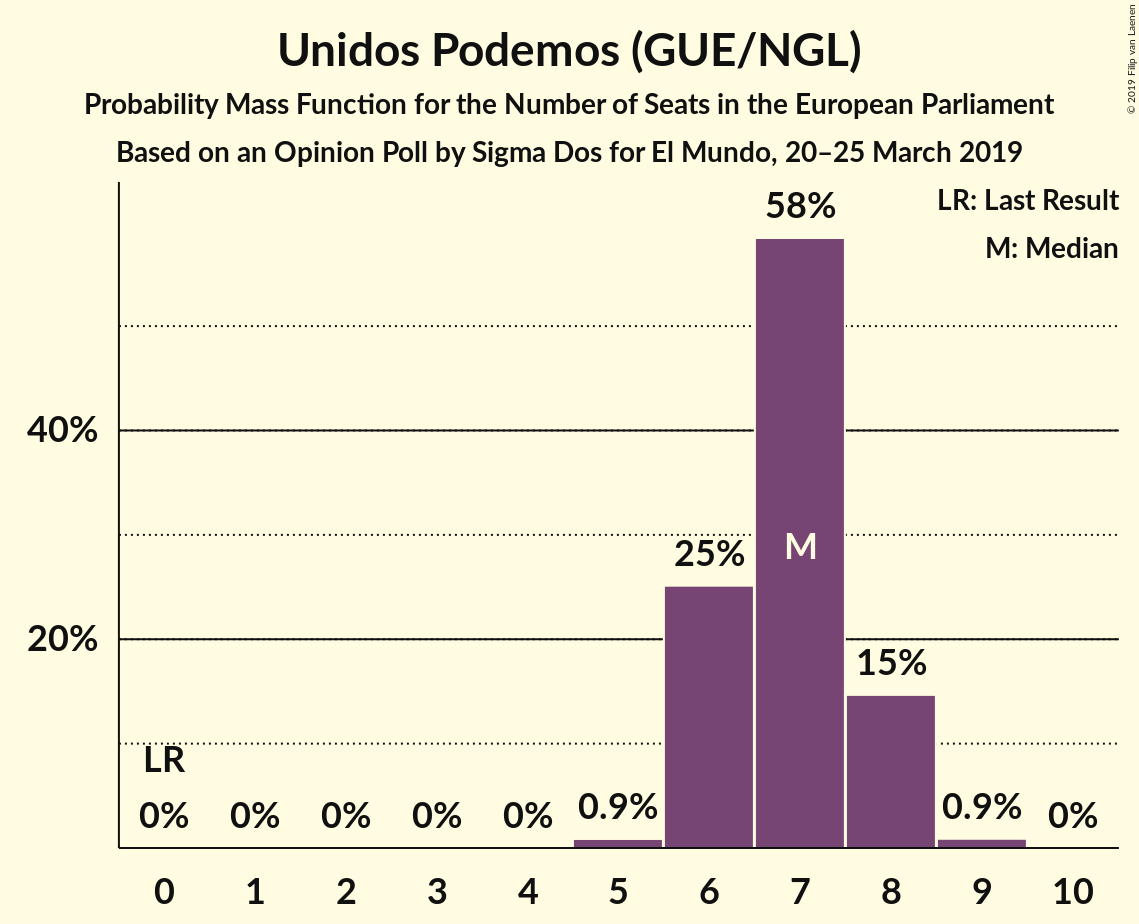 Unidos Podemos (GUE/NGL)
Probability Mass Function for the Number of Seats in the European Parliament
Based on an Opinion Poll by Sigma Dos for El Mundo, 20–25 March 2019
© 2019 Filip van Laenen
LR: Last Result
M: Median
58%
40%
M
25%
20%
15%
LR
0% 0% 0% 0% 0% 0.9% 0.9% 0%
0 1 2 3 4 5 6 7 8 9 10